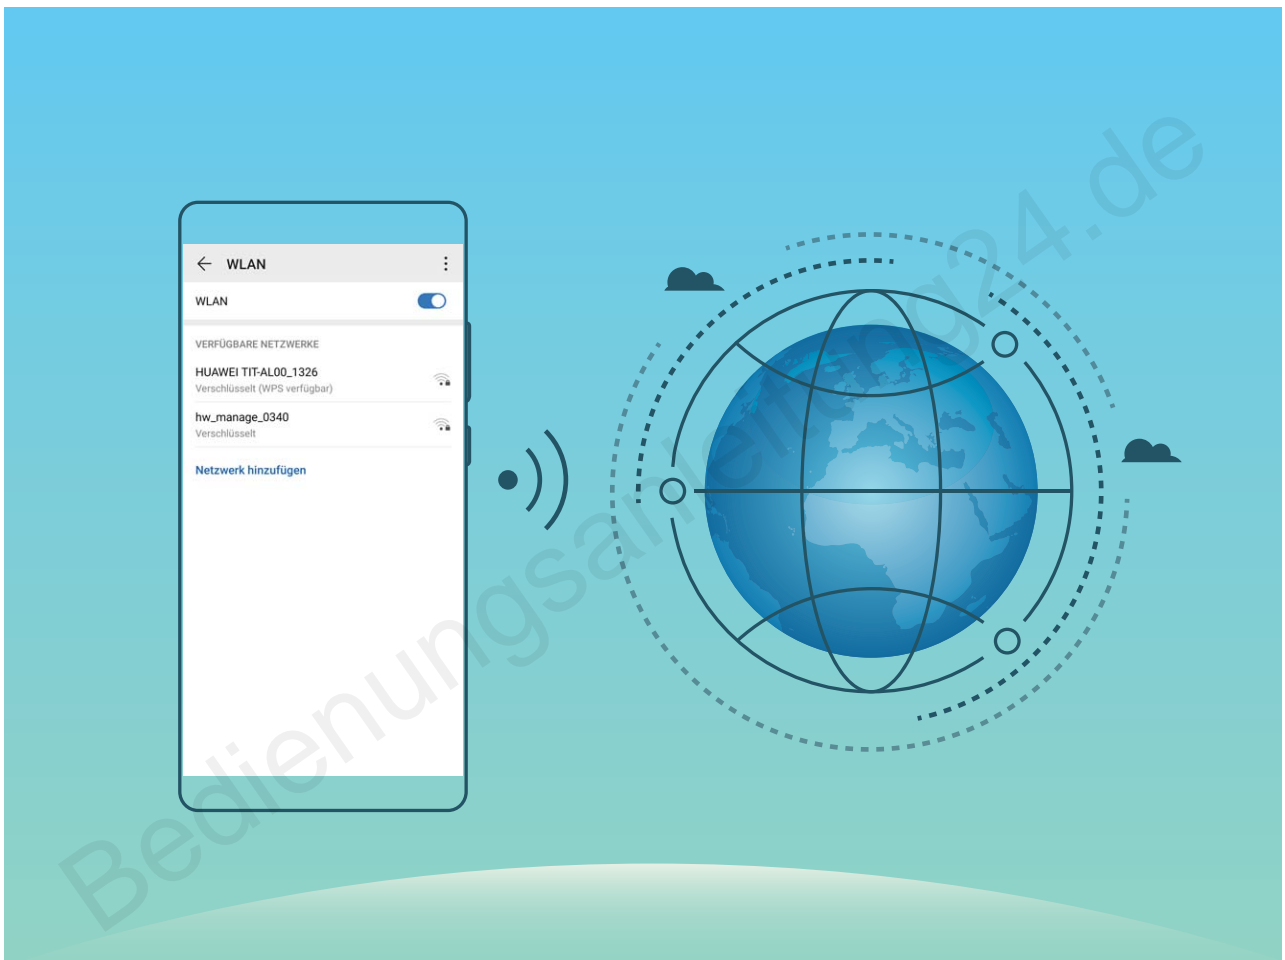 WLAN
WLAN
VERFÜGBARE NETZWERKE
HUAWEI TIT-AL00_1326
Verschlüsselt (WPS verfügbar)
hw_manage_0340
Verschlüsselt
Netzwerk hinzufügen
Bedienungsanleitung24.de